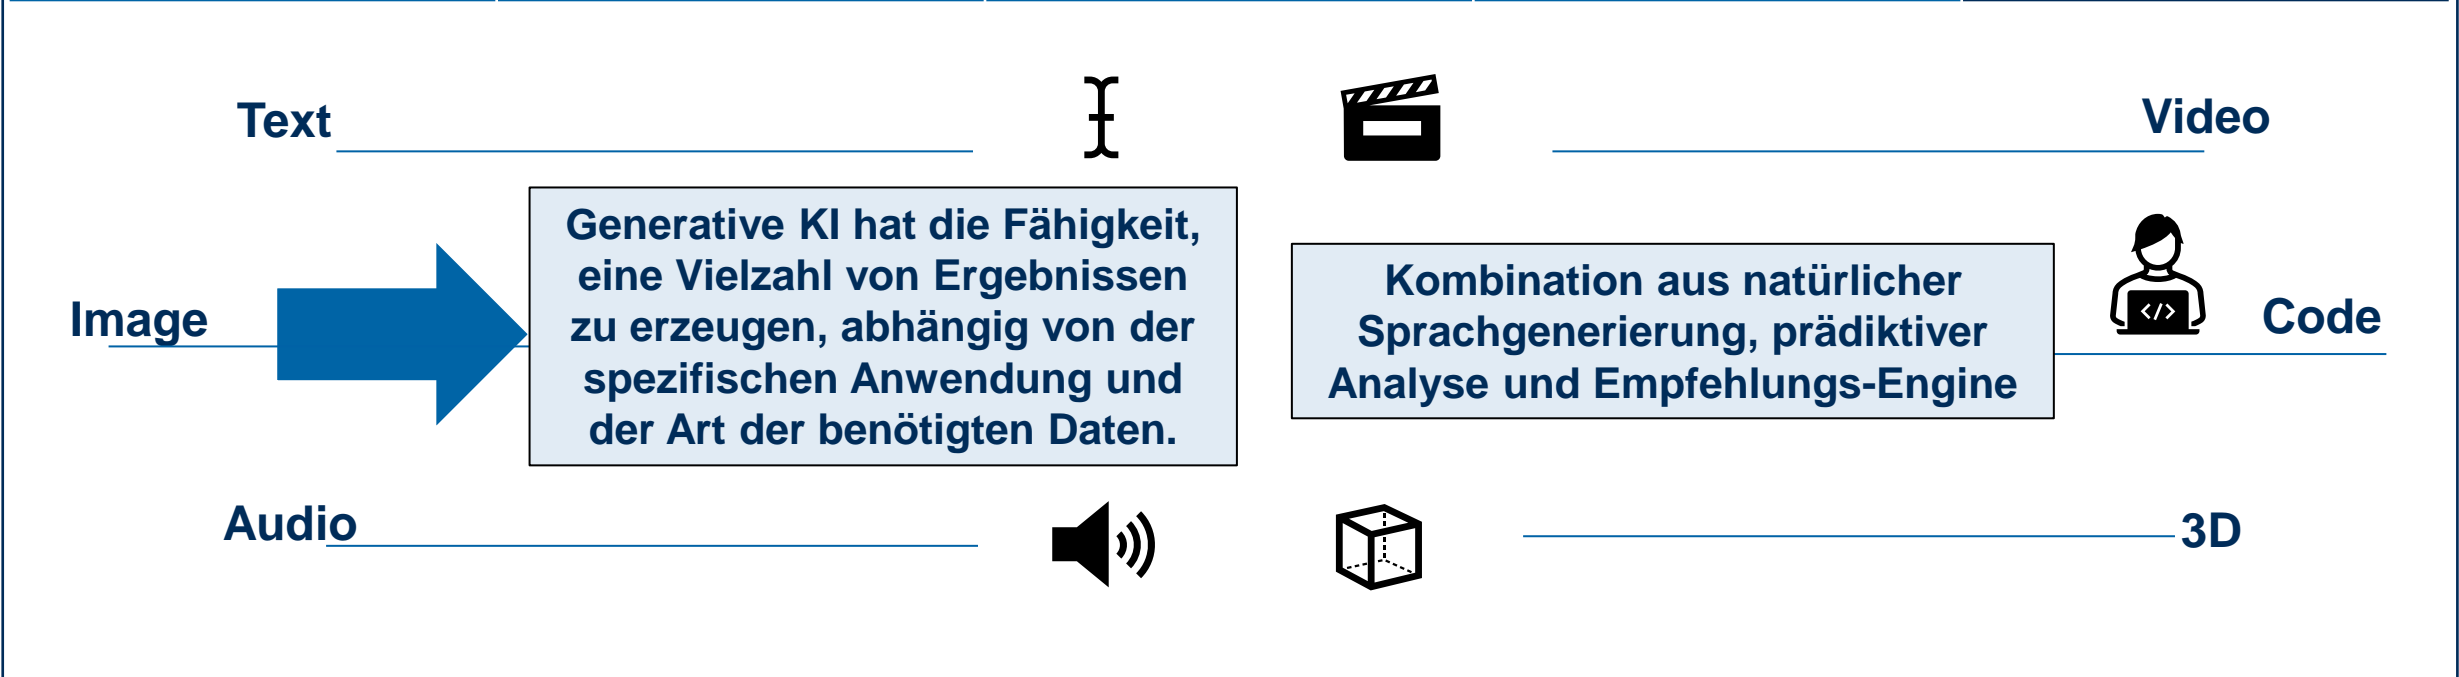 Text
Video
Generative KI hat die Fähigkeit,
eine Vielzahl von Ergebnissen
zu erzeugen, abhängig von der
spezifischen Anwendung und
der Art der benötigten Daten.
Kombination aus natürlicher
Sprachgenerierung, prädiktiver
Analyse und Empfehlungs-Engine
Image
</>
Code
Audio
3D